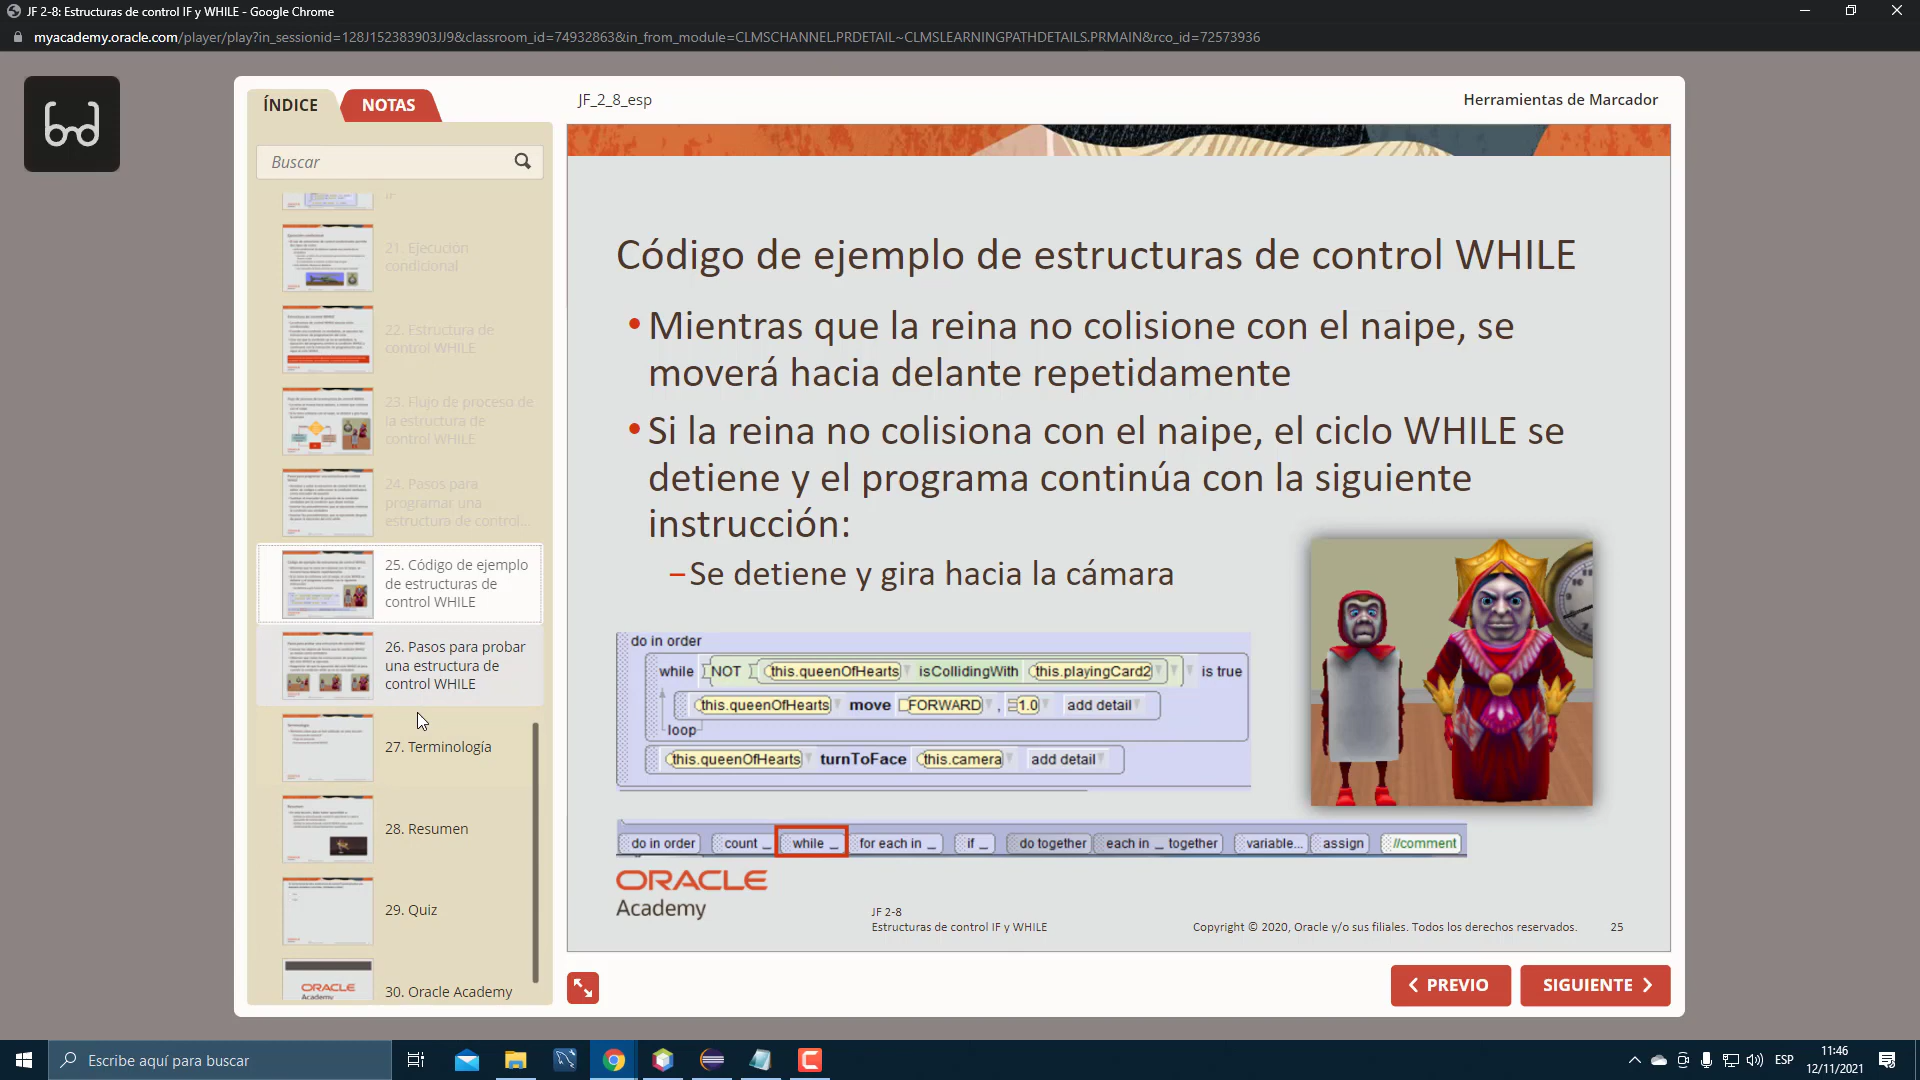 JF 2-8: Estructuras de control IF y WHILE - Google Chrome
myacademy.oracle.com/player/play?in_sessionid=128J152383903JJ9&classroom_id=74932863&in_from_module=CLMSCHANNEL.PRDETAIL~CLMSLEARNINGPATHDETAILS.PRMAIN&rco_id=72573936
ÍNDICE
NOTAS
JF_2_8_esp
Herramientas de Marcador
Buscar
IF
21. Ejecución
condicional
22. Estructura de
control WHILE
23. Flujo de proceso de
la estructura de
control WHILE
24. Pasos para
programar una
estructura de control...
25. Código de ejemplo
de estructuras de
control WHILE
26. Pasos para probar
una estructura de
control WHILE
27. Terminología
28. Resumen
29. Quiz
30. Oracle Academy
Código de ejemplo de estructuras de control WHILE
•Mientras que la reina no colisione con el naipe, se
moverá hacia delante repetidamente
•Si la reina no colisiona con el naipe, el ciclo WHILE se
detiene y el programa continúa con la siguiente
instrucción:
–Se detiene y gira hacia la cámara
do in order
while NOT this.queenOfHearts isCollidingWith this.playingCard2 is true
this.queenOfHearts move FORWARD , 1.0 add detail
loop
this.queenOfHearts turnToFace this.camera add detail
do in order count _ while _ for each in _ if _ do together each in _ together variable... assign //comment
ORACLE
Academy
JF 2-8
Estructuras de control IF y WHILE
Copyright © 2020, Oracle y/o sus filiales. Todos los derechos reservados. 25
PREVIO
SIGUIENTE
Escribe aquí para buscar
ESP
11:46
12/11/2021